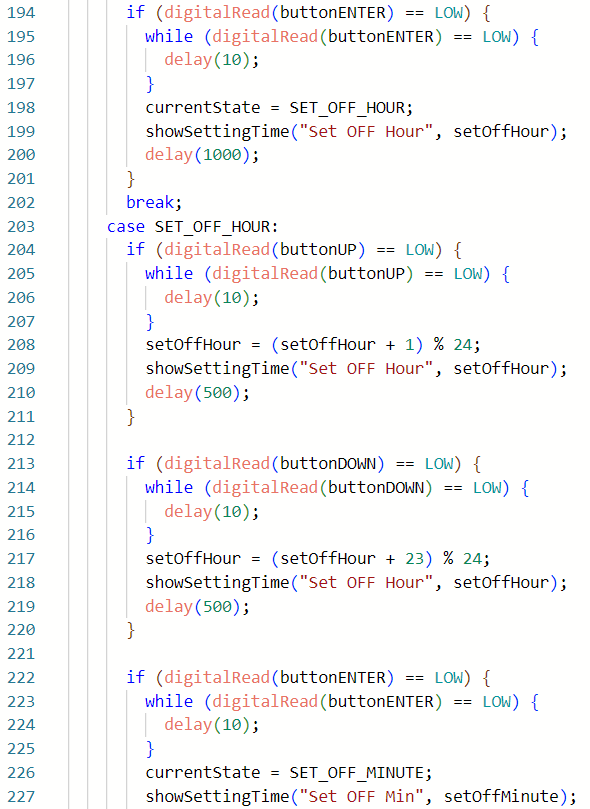 194 if (digitalRead(buttonENTER) == LOW) {
195 while (digitalRead(buttonENTER) == LOW) {
196 delay(10);
197 }
198 currentState = SET_OFF_HOUR;
199 showSettingTime("Set OFF Hour", setOffHour);
200 delay(1000);
201 }
202 break;
203 case SET_OFF_HOUR:
204 if (digitalRead(buttonUP) == LOW) {
205 while (digitalRead(buttonUP) == LOW) {
206 delay(10);
207 }
208 setOffHour = (setOffHour + 1) % 24;
209 showSettingTime("Set OFF Hour", setOffHour);
210 delay(500);
211 }
212
213 if (digitalRead(buttonDOWN) == LOW) {
214 while (digitalRead(buttonDOWN) == LOW) {
215 delay(10);
216 }
217 setOffHour = (setOffHour + 23) % 24;
218 showSettingTime("Set OFF Hour", setOffHour);
219 delay(500);
220 }
221
222 if (digitalRead(buttonENTER) == LOW) {
223 while (digitalRead(buttonENTER) == LOW) {
224 delay(10);
225 }
226 currentState = SET_OFF_MINUTE;
227 showSettingTime("Set OFF Min", setOffMinute);